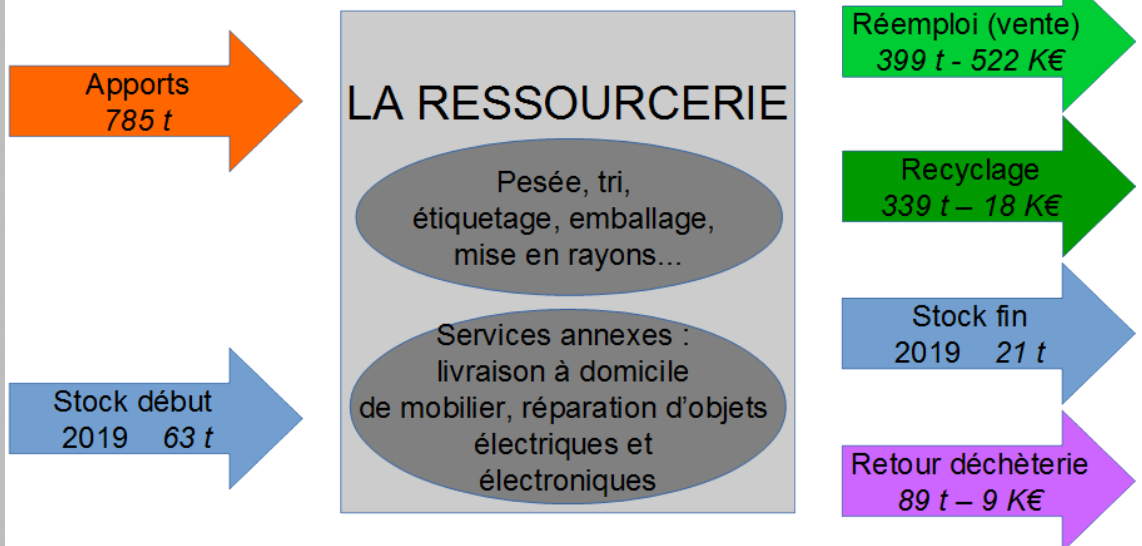 Apports
785 t
Stock début
2019 63 t
LA RESSOURCERIE
Pesée, tri,
étiquetage, emballage,
mise en rayons...
Services annexes :
livraison à domicile
de mobilier, réparation d'objets
électriques et
électroniques
Réemploi (vente)
399 t - 522 K€
Recyclage
339 t – 18 K€
Stock fin
2019 21 t
Retour déchèterie
89 t – 9 K€